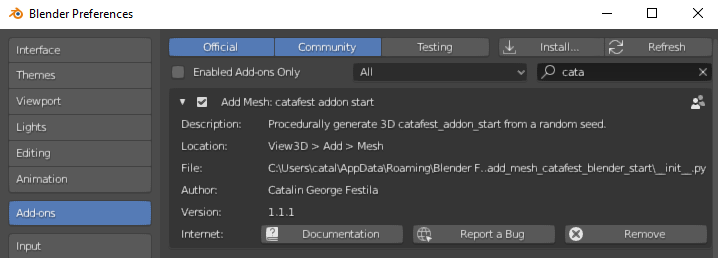 Blender Preferences
Interface
Themes
Viewport
Lights
Editing
Animation
Add-ons
Input
Official Community Testing Install... Refresh
Enabled Add-ons Only All cata
Add Mesh: catafest addon start
Description: Procedurally generate 3D catafest_addon_start from a random seed.
Location: View3D > Add > Mesh
File: C:\Users\catal\AppData\Roaming\Blender F..add_mesh_catafest_blender_start\__init__.py
Author: Catalin George Festila
Version: 1.1.1
Internet: Documentation Report a Bug Remove